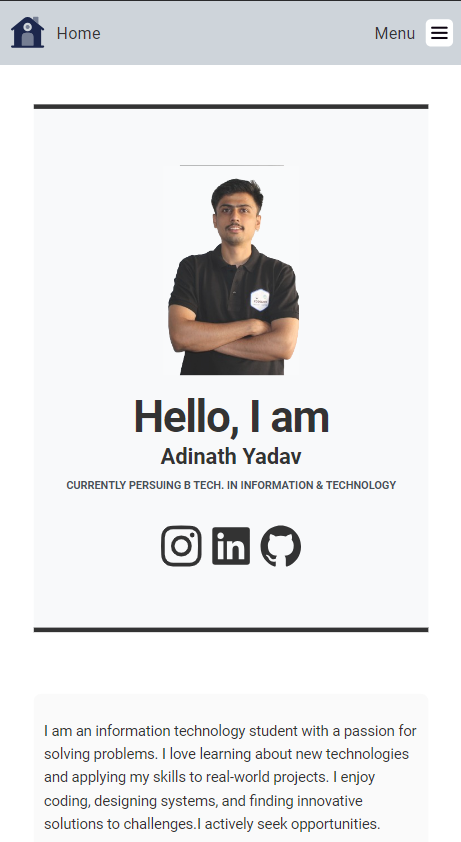 Home
Menu
Hello, I am
Adinath Yadav
CURRENTLY PERSUING B TECH. IN INFORMATION & TECHNOLOGY
in
I am an information technology student with a passion for
solving problems. I love learning about new technologies
and applying my skills to real-world projects. I enjoy
coding, designing systems, and finding innovative
solutions to challenges.I actively seek opportunities.